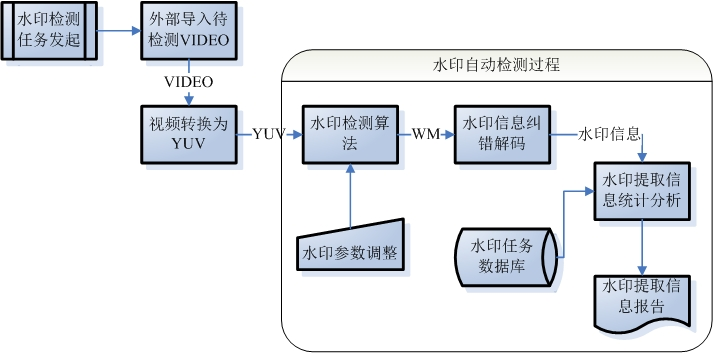 水印检测
任务发起
外部导入待
检测VIDEO
VIDEO
视频转换为
YUV
YUV
水印自动检测过程
水印检测算
法
WM
水印信息纠
错解码
水印信息
水印提取信
息统计分析
水印参数调整
水印任务
数据库
水印提取信
息报告